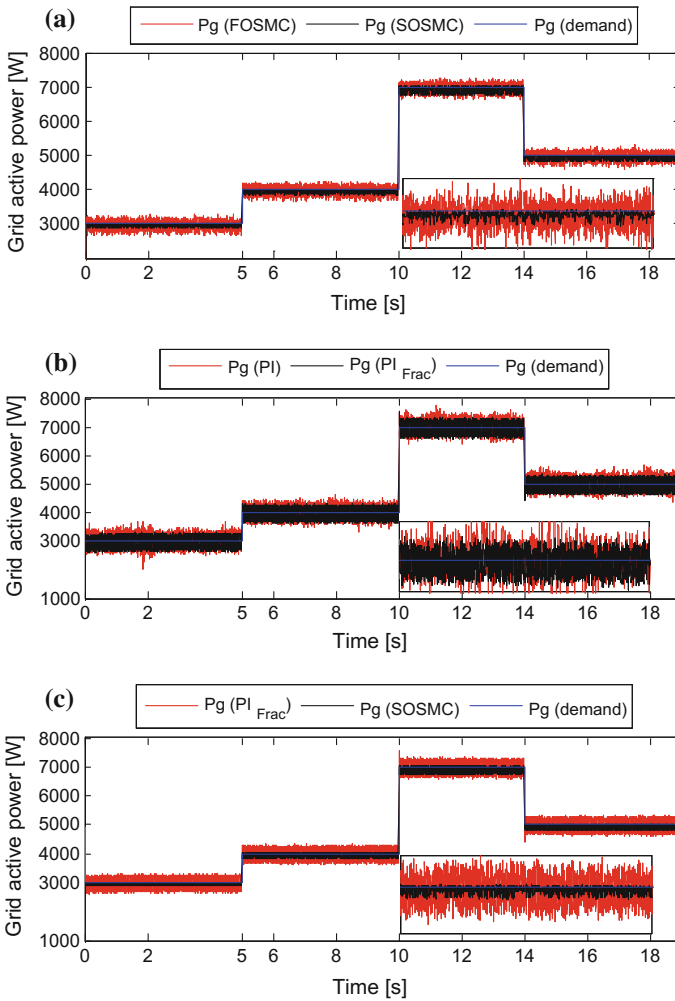 (a)
Pg (FOSMC) Pg (SOSMC) Pg (demand)
Grid active power [W]
8000
7000
6000
5000
4000
3000
0 2 5 6 8 10 12 14 16 18
Time [s]
(b)
Pg (PI) Pg (PI Frac) Pg (demand)
Grid active power [W]
8000
7000
6000
5000
4000
3000
1000
0 2 5 6 8 10 12 14 16 18
Time [s]
(c)
Pg (PI Frac) Pg (SOSMC) Pg (demand)
Grid active power [W]
8000
7000
6000
5000
4000
3000
1000
0 2 5 6 8 10 12 14 16 18
Time [s]